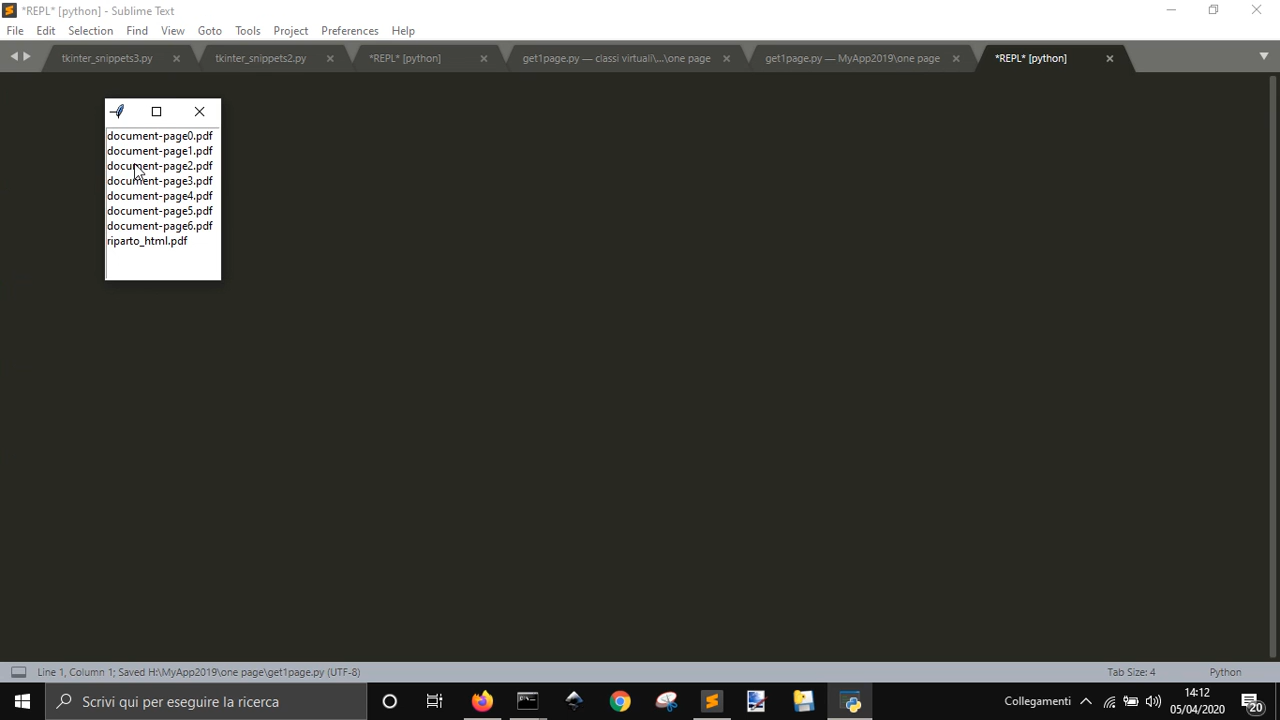 *REPL* [python] - Sublime Text
File Edit Selection View Find Goto Tools Project Preferences Help
tkinter_snippets3.py tkinter_snippets2.py *REPL* [python] get1page.py — classi virtuali\...\one page get1page.py — MyApp2019\one page *REPL* [python]
document-page0.pdf
document-page1.pdf
document-page2.pdf
document-page3.pdf
document-page4.pdf
document-page5.pdf
document-page6.pdf
riparto_html.pdf
Line 1, Column 1; Saved H:\MyApp2019\one page\get1page.py (UTF-8) Tab Size: 4 Python
Scrivi qui per eseguire la ricerca Collegamenti 14:12
05/04/2020 20